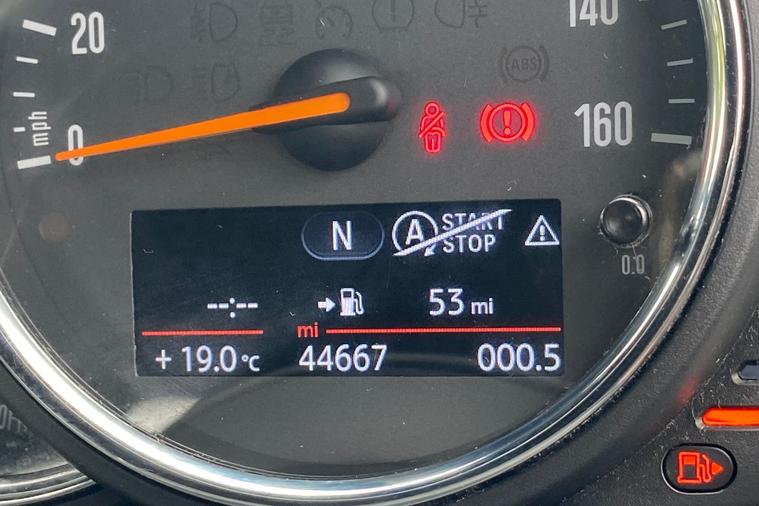 20
140
ABS
mph
0
160
N
A START STOP
0.0
--:--
53 mi
mi
+ 19.0 °C
44667
000.5